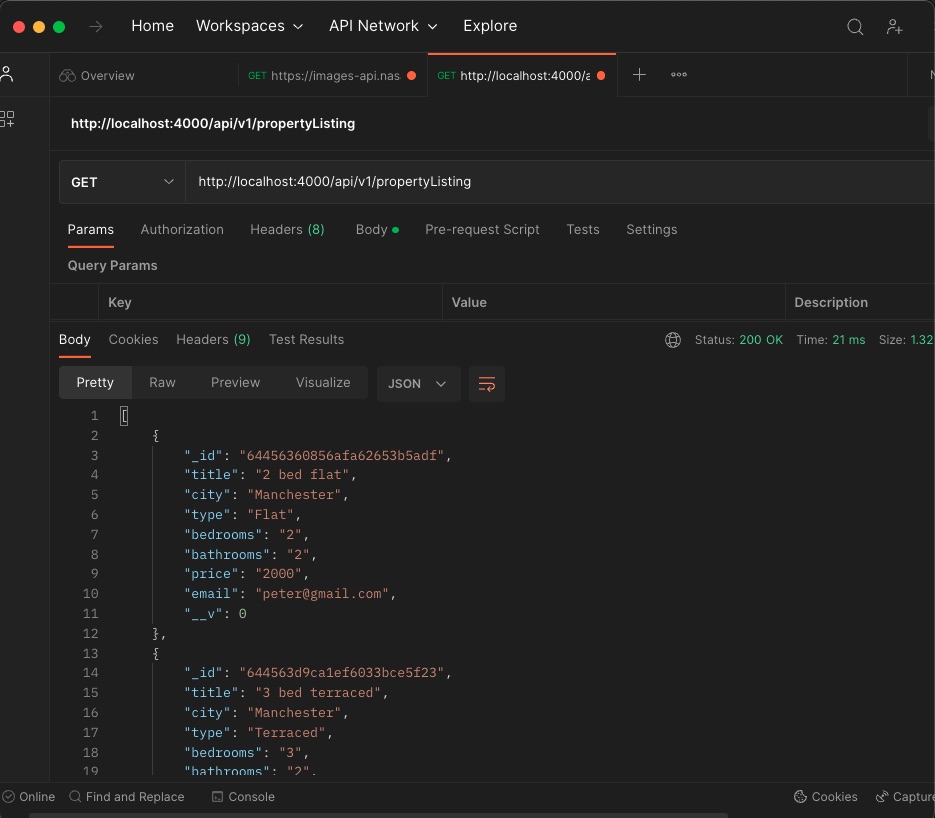 Home Workspaces API Network Explore
Overview GET https://images-api.nas GET http://localhost:4000/a
http://localhost:4000/api/v1/propertyListing
GET http://localhost:4000/api/v1/propertyListing
Params Authorization Headers (8) Body Pre-request Script Tests Settings
Query Params
Key Value Description
Body Cookies Headers (9) Test Results Status: 200 OK Time: 21 ms Size: 1.32
Pretty Raw Preview Visualize JSON
1 [
2 {
3 "_id": "64456360856afa62653b5adf",
4 "title": "2 bed flat",
5 "city": "Manchester",
6 "type": "Flat",
7 "bedrooms": "2",
8 "bathrooms": "2",
9 "price": "2000",
10 "email": "peter@gmail.com",
11 "__v": 0
12 },
13 {
14 "_id": "644563d9ca1ef6033bce5f23",
15 "title": "3 bed terraced",
16 "city": "Manchester",
17 "type": "Terraced",
18 "bedrooms": "3",
19 "bathrooms": "2",
Online Find and Replace Console Cookies Capture